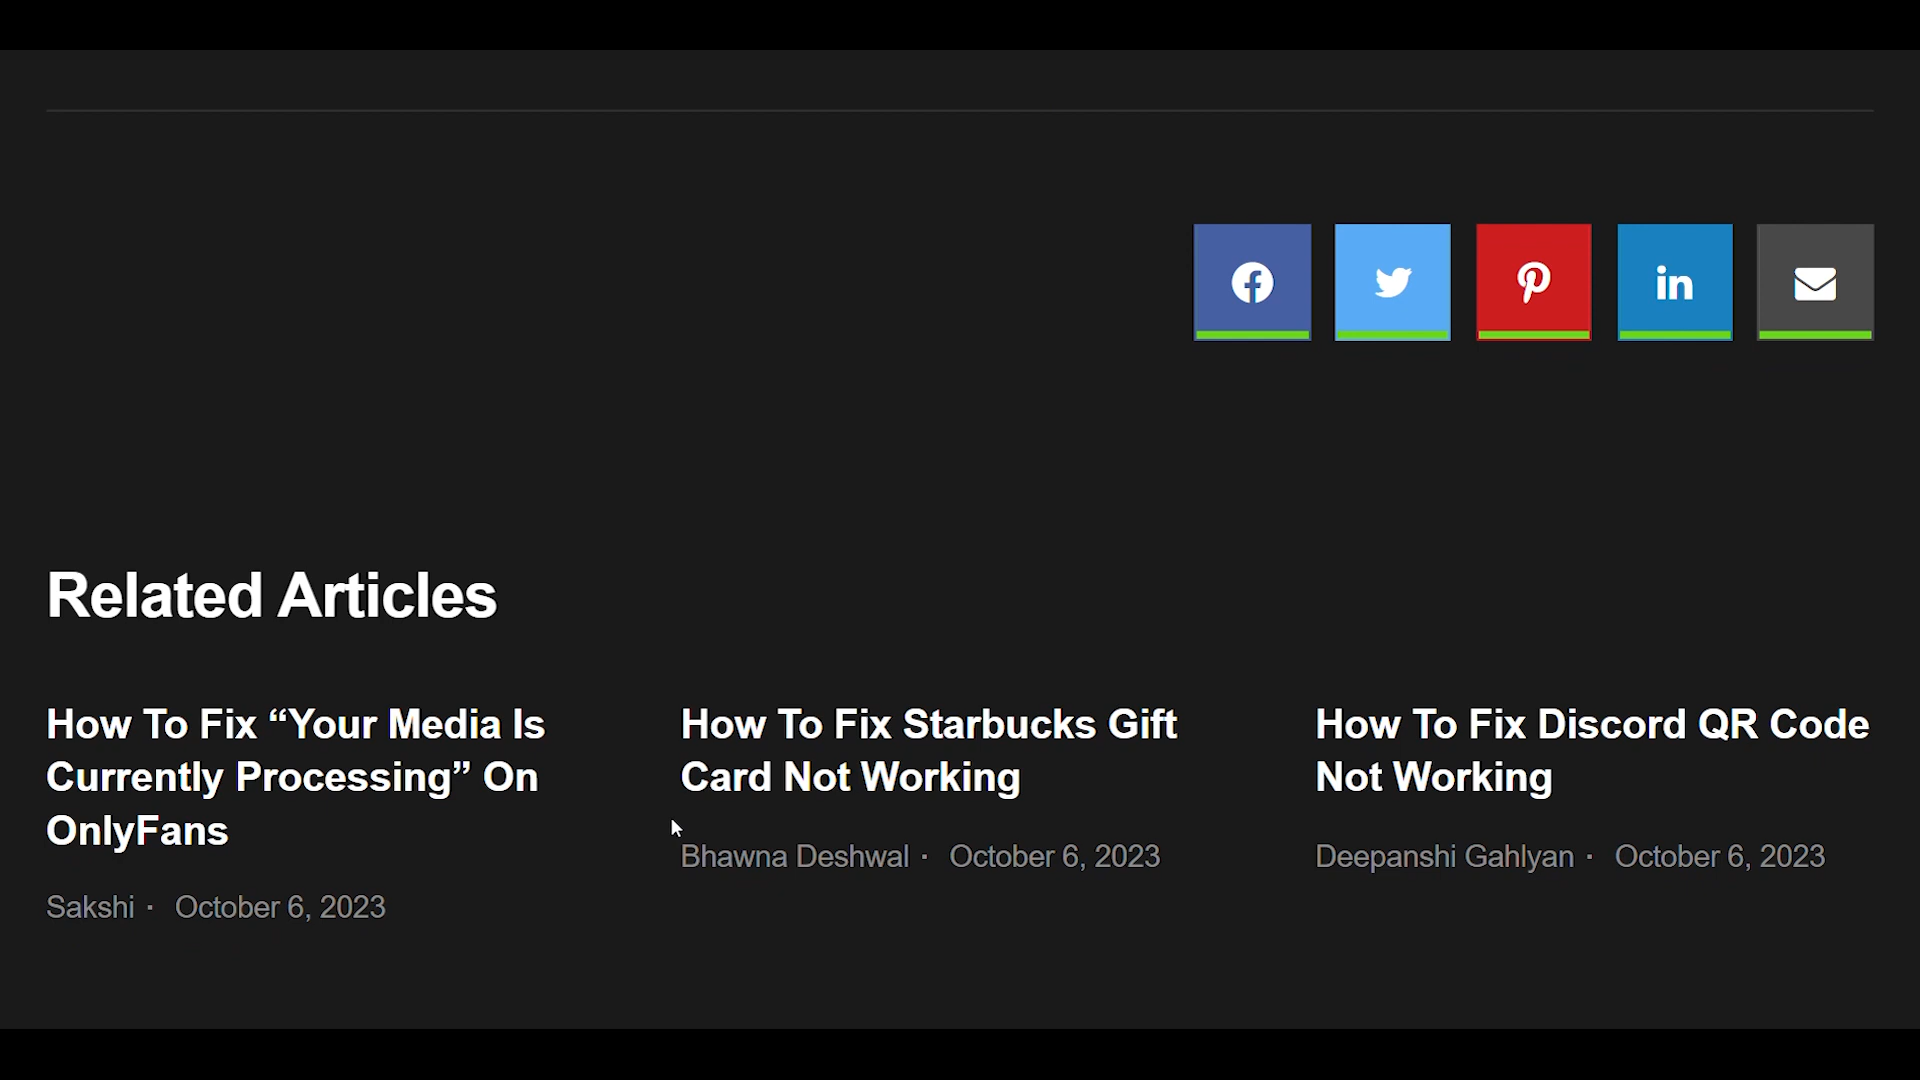 Related Articles
How To Fix “Your Media Is
Currently Processing” On
OnlyFans
Sakshi · October 6, 2023
How To Fix Starbucks Gift
Card Not Working
Bhawna Deshwal · October 6, 2023
How To Fix Discord QR Code
Not Working
Deepanshi Gahlyan · October 6, 2023